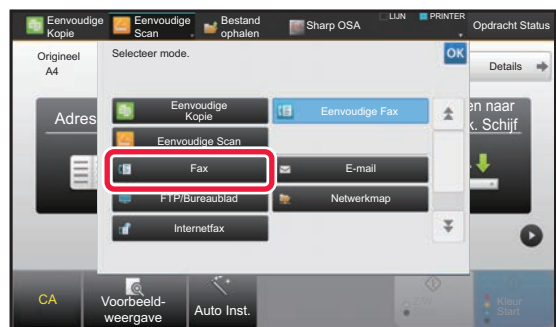 Eenvoudige
Kopie
Eenvoudige
Scan
Bestand
ophalen
Sharp OSA
LIJN
PRINTER
Opdracht Status
Origineel
A4
Selecteer mode.
OK
Details
Adres
Eenvoudige
Kopie
Eenvoudige Fax
en naar
k. Schijf
Eenvoudige Scan
Fax
E-mail
FTP/Bureaublad
Netwerkmap
Internetfax
CA
Voorbeeld-
weergave
Auto Inst.
Z/W
Kleur
Start